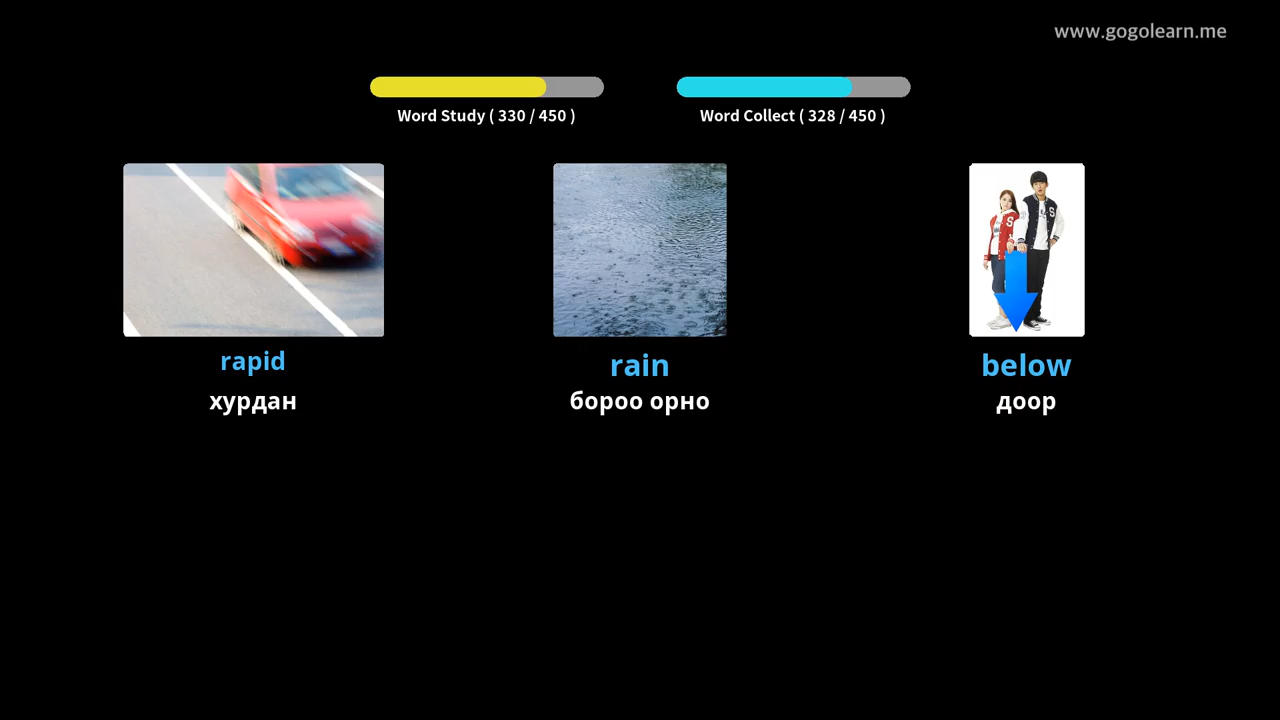 www.gogolearn.me
Word Study ( 330 / 450 )
Word Collect ( 328 / 450 )
rapid
rain
below
хурдан
бороо орно
доор